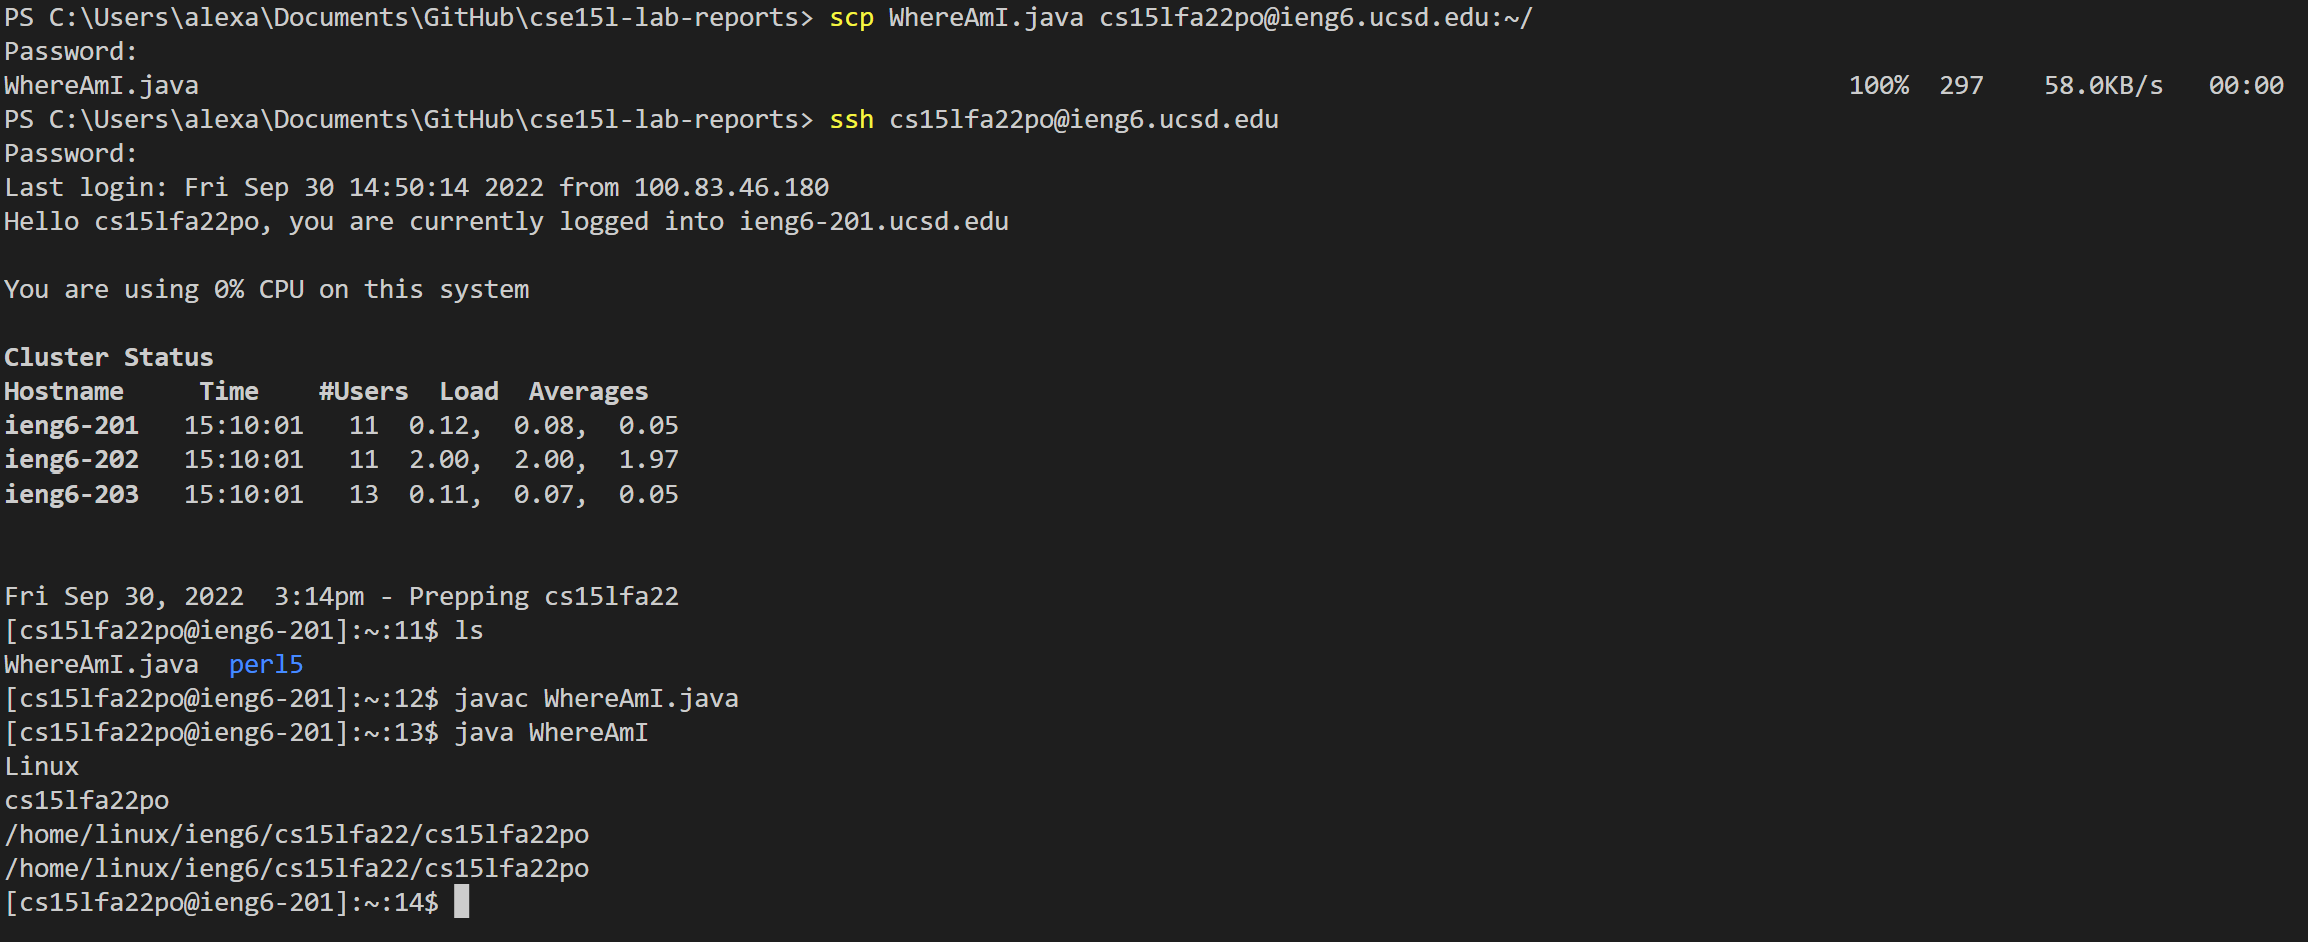 PS C:\Users\alexa\Documents\GitHub\cse15l-lab-reports> scp WhereAmI.java cs15lfa22po@ieng6.ucsd.edu:~/
Password:
WhereAmI.java 100% 297 58.0KB/s 00:00
PS C:\Users\alexa\Documents\GitHub\cse15l-lab-reports> ssh cs15lfa22po@ieng6.ucsd.edu
Password:
Last login: Fri Sep 30 14:50:14 2022 from 100.83.46.180
Hello cs15lfa22po, you are currently logged into ieng6-201.ucsd.edu
You are using 0% CPU on this system
Cluster Status
Hostname Time #Users Load Averages
ieng6-201 15:10:01 11 0.12, 0.08, 0.05
ieng6-202 15:10:01 11 2.00, 2.00, 1.97
ieng6-203 15:10:01 13 0.11, 0.07, 0.05
Fri Sep 30, 2022 3:14pm - Prepping cs15lfa22
[cs15lfa22po@ieng6-201]:~:11$ ls
WhereAmI.java perl5
[cs15lfa22po@ieng6-201]:~:12$ javac WhereAmI.java
[cs15lfa22po@ieng6-201]:~:13$ java WhereAmI
Linux
cs15lfa22po
/home/linux/ieng6/cs15lfa22/cs15lfa22po
/home/linux/ieng6/cs15lfa22/cs15lfa22po
[cs15lfa22po@ieng6-201]:~:14$